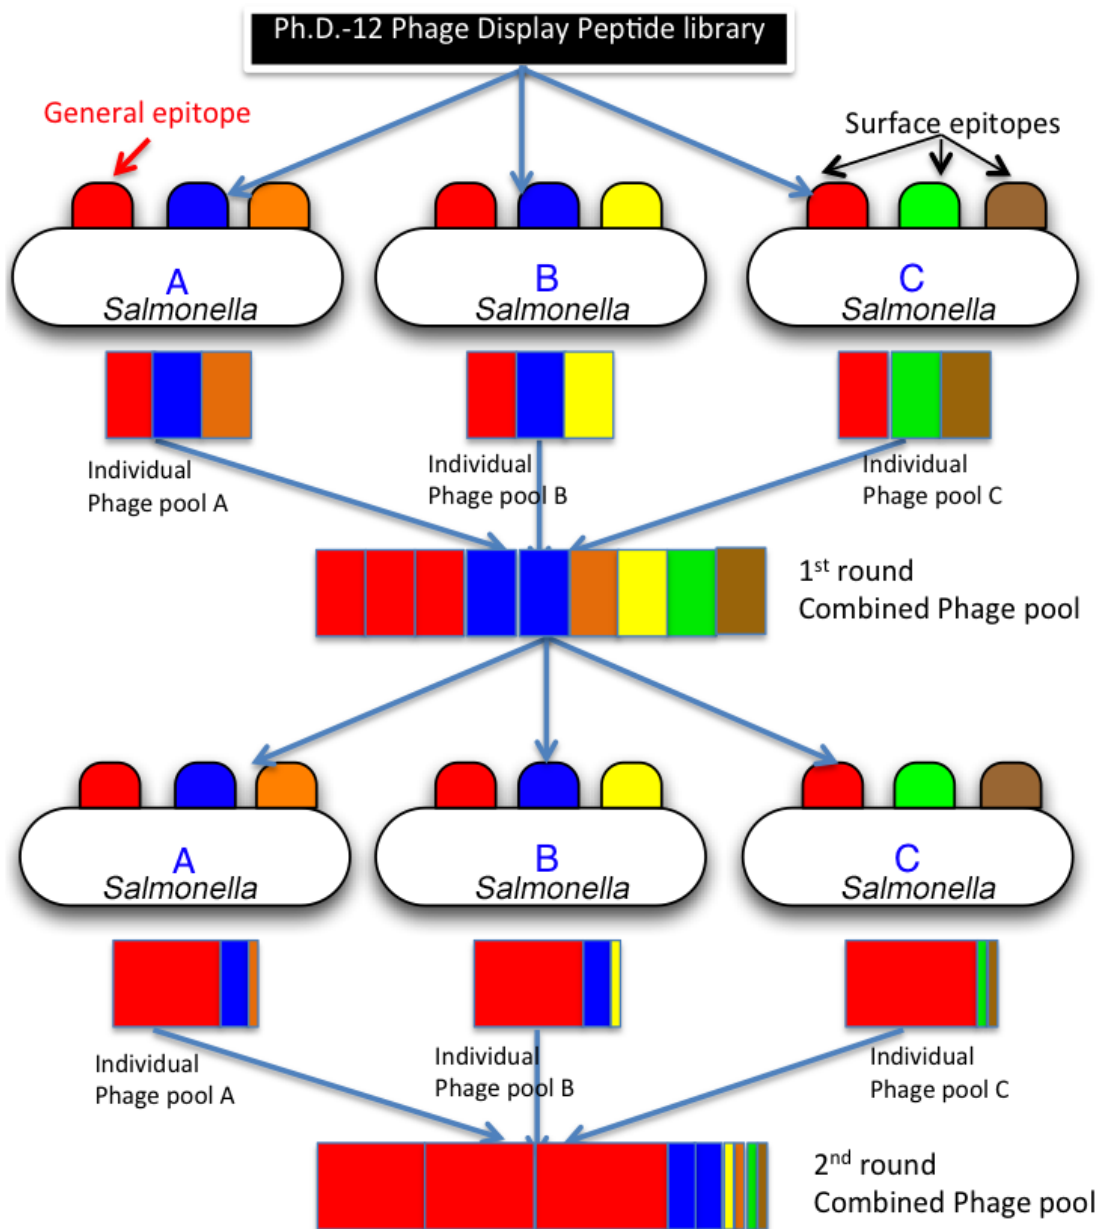 Ph.D.-12 Phage Display Peptide library
General epitope
Surface epitopes
A
Salmonella
B
Salmonella
C
Salmonella
Individual
Phage pool A
Individual
Phage pool B
Individual
Phage pool C
1st round
Combined Phage pool
A
Salmonella
B
Salmonella
C
Salmonella
Individual
Phage pool A
Individual
Phage pool B
Individual
Phage pool C
2nd round
Combined Phage pool